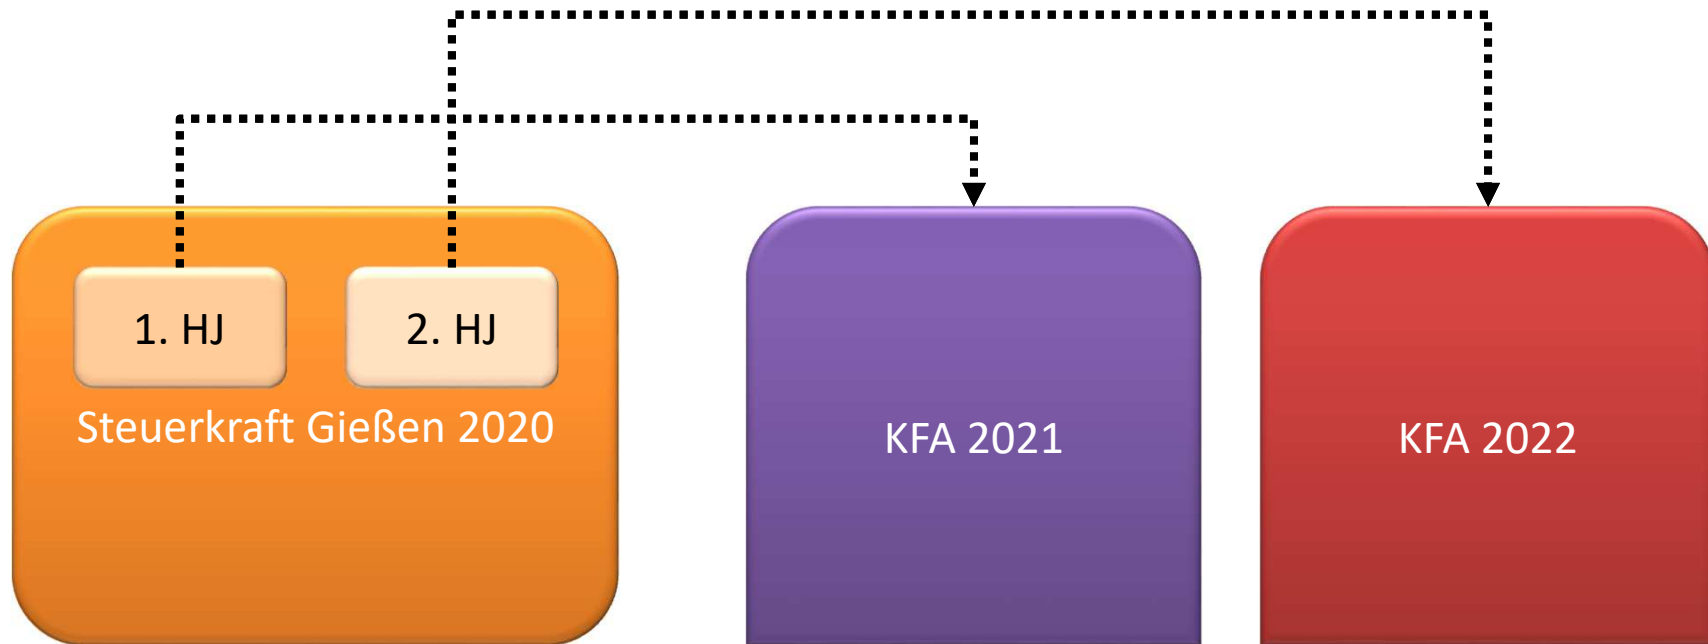 1. HJ
2. HJ
Steuerkraft Gießen 2020
KFA 2021
KFA 2022